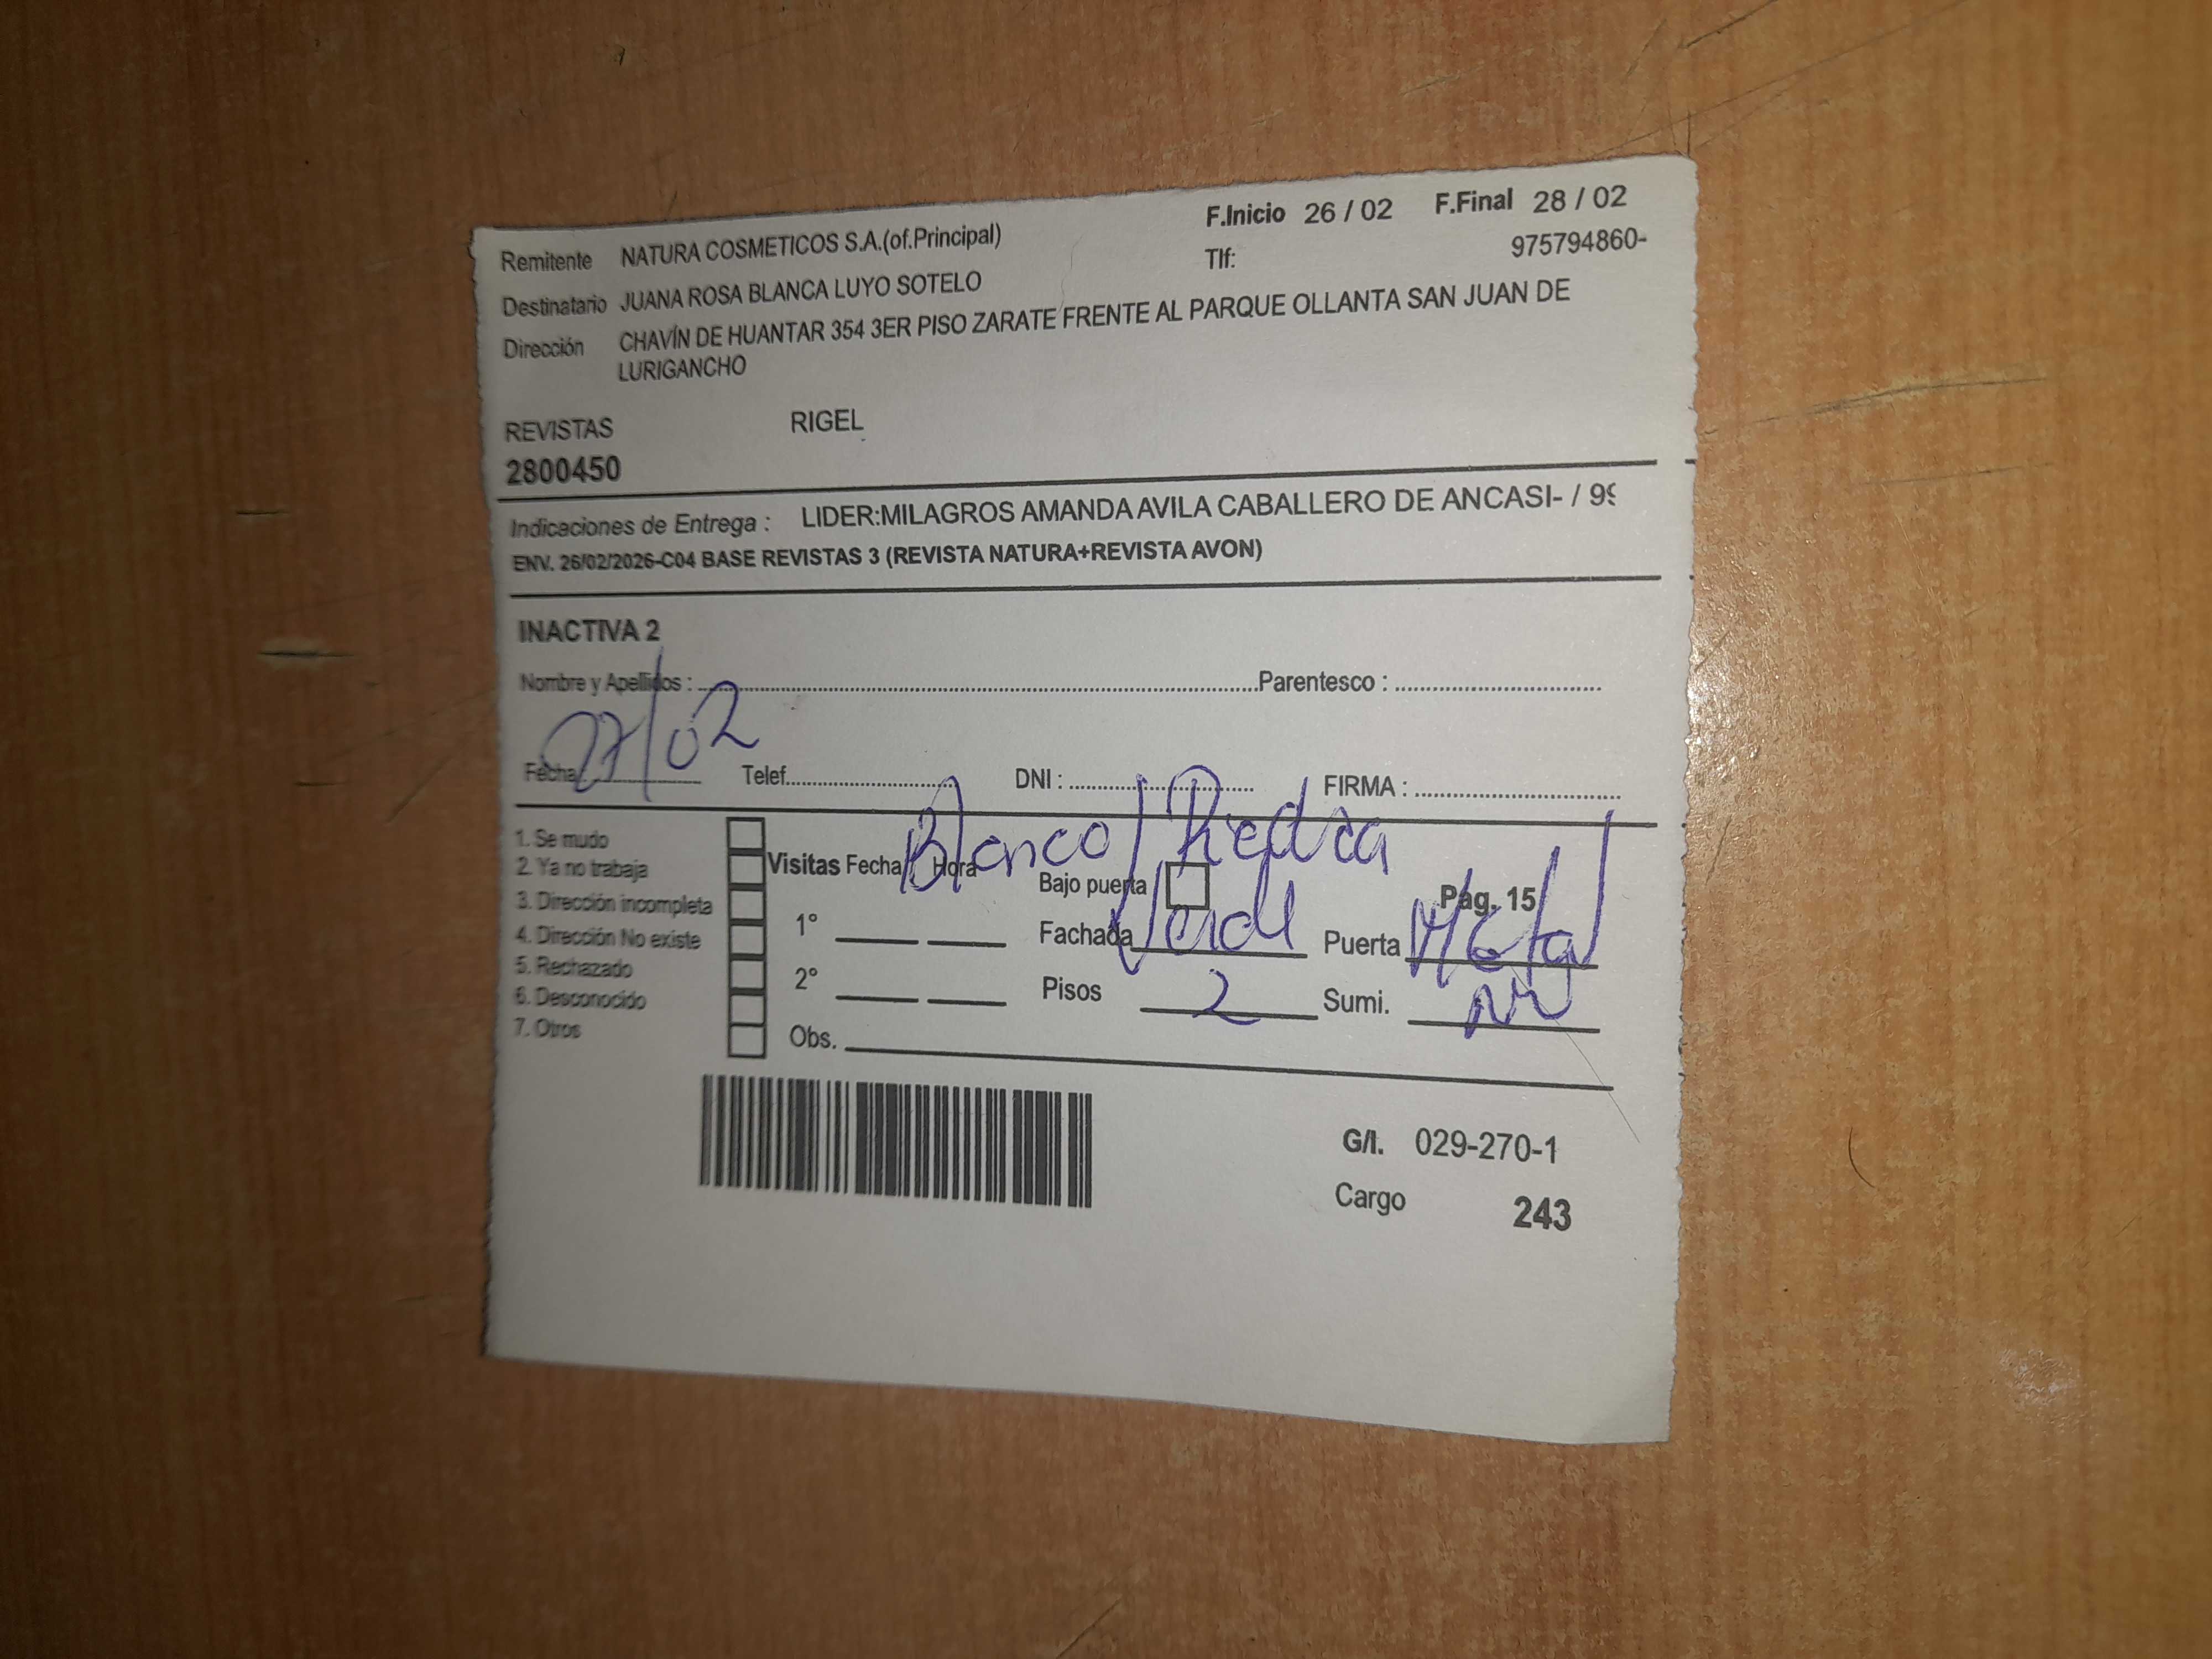 F.Inicio 26 / 02 F.Final 28 / 02
Remitente NATURA COSMETICOS S.A.(of.Principal) Tlf: 975794860-
Destinatario JUANA ROSA BLANCA LUYO SOTELO
Dirección CHAVÍN DE HUANTAR 354 3ER PISO ZARATE FRENTE AL PARQUE OLLANTA SAN JUAN DE
LURIGANCHO
REVISTAS RIGEL
2800450
Indicaciones de Entrega : LIDER:MILAGROS AMANDA AVILA CABALLERO DE ANCASI- / 99
ENV. 26/02/2026-C04 BASE REVISTAS 3 (REVISTA NATURA+REVISTA AVON)
INACTIVA 2
Nombre y Apellidos : Parentesco :
Fecha: 27/02 Telef. DNI : FIRMA :
Blanco/Piedra
1. Se mudo
2. Ya no trabaja
3. Dirección incompleta
4. Dirección No existe
5. Rechazado
6. Desconocido
7. Otros
Visitas Fecha / Hora Bajo puerta Pag. 15
1° Fachada Verde Puerta Metal
2° Pisos 2 Sumi.
Obs.
G/I. 029-270-1
Cargo 243